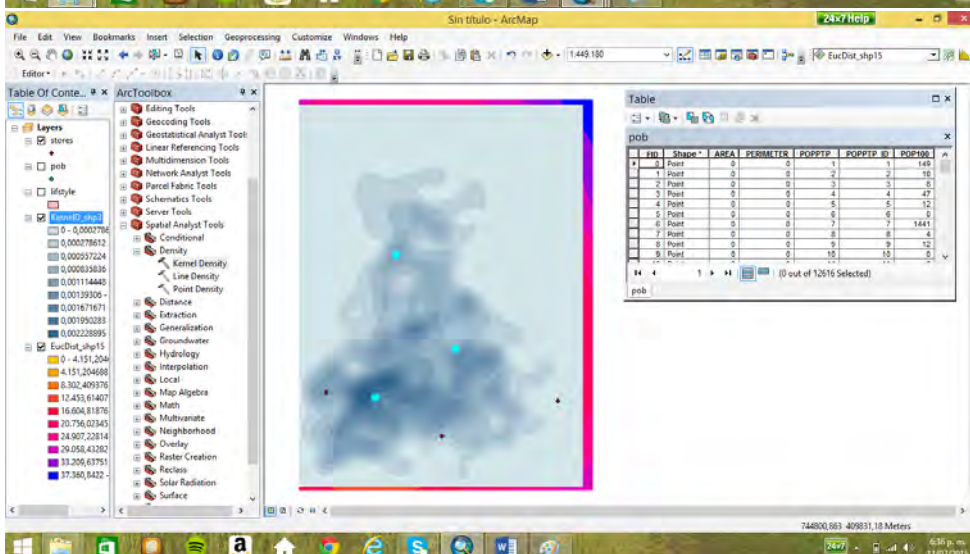 Sin título - ArcMap
24x7 Help
File Edit View Bookmarks Insert Selection Geoprocessing Customize Windows Help
1:449.180
EucDist_shp15
Editor
Table Of Conte...
ArcToolbox
Layers
stores
pob
lifstyle
KernelD_shp3
0 - 0,0002786
0,000278612
0,000557224
0,000835836
0,001114448
0,00139306 -
0,001671671
0,001950283
0,002228895
EucDist_shp15
0 - 4.151,204
4.151,204688
8.302,409376
12.453,61407
16.604,81876
20.756,02345
24.907,22814
29.058,43282
33.209,63751
37.360,8422 -
Editing Tools
Geocoding Tools
Geostatistical Analyst Tools
Linear Referencing Tools
Multidimension Tools
Network Analyst Tools
Parcel Fabric Tools
Schematics Tools
Server Tools
Spatial Analyst Tools
Conditional
Density
Kernel Density
Line Density
Point Density
Distance
Extraction
Generalization
Groundwater
Hydrology
Interpolation
Local
Map Algebra
Math
Multivariate
Neighborhood
Overlay
Raster Creation
Reclass
Solar Radiation
Surface
Table
pob
FID Shape * AREA PERIMETER POPPTP POPPTP_ID POP100
0 Point 0 0 1 1 149
1 Point 0 0 2 2 10
2 Point 0 0 3 3 8
3 Point 0 0 4 4 47
4 Point 0 0 5 5 12
5 Point 0 0 6 6 0
6 Point 0 0 7 7 1441
7 Point 0 0 8 8 4
8 Point 0 0 9 9 12
9 Point 0 0 10 10 0
1 (0 out of 12616 Selected)
pob
744800,863 409831,18 Meters
24x7
6:36 p. m.